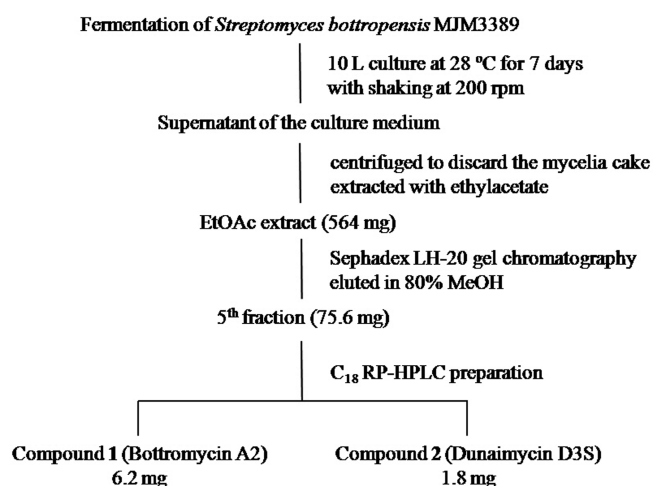 Fermentation of Streptomyces bottropensis MJM3389
10 L culture at 28 ºC for 7 days
with shaking at 200 rpm
Supernatant of the culture medium
centrifuged to discard the mycelia cake
extracted with ethylacetate
EtOAc extract (564 mg)
Sephadex LH-20 gel chromatography
eluted in 80% MeOH
5th fraction (75.6 mg)
C18 RP-HPLC preparation
Compound 1 (Bottromycin A2)
6.2 mg
Compound 2 (Dunaimycin D3S)
1.8 mg